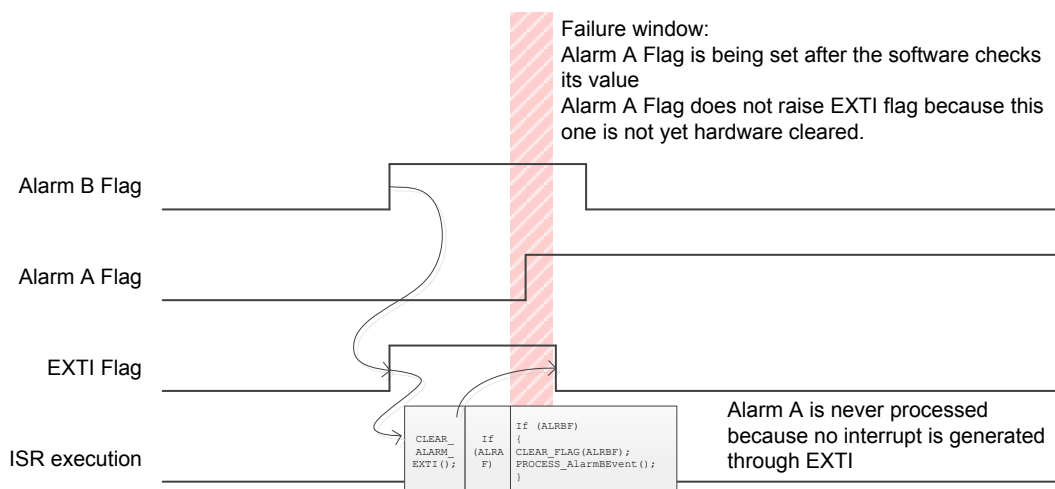 Failure window:
Alarm A Flag is being set after the software checks
its value
Alarm A Flag does not raise EXTI flag because this
one is not yet hardware cleared.
Alarm B Flag
Alarm A Flag
EXTI Flag
ISR execution
CLEAR_
ALARM_
EXTI();
If
(ALRA
F)
If (ALRBF)
{
CLEAR_FLAG(ALRBF);
PROCESS_AlarmBEvent();
}
Alarm A is never processed
because no interrupt is generated
through EXTI